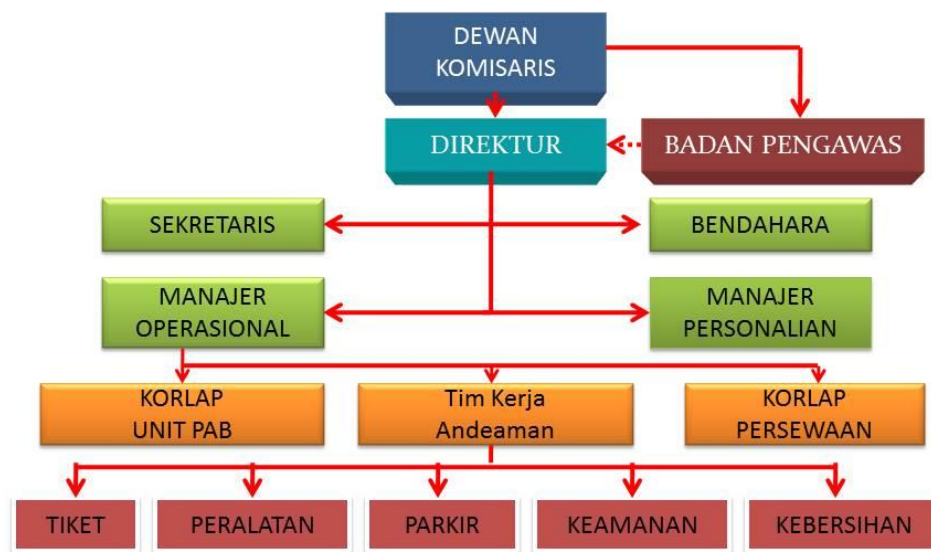 DEWAN
KOMISARIS
DIREKTUR
BADAN PENGAWAS
SEKRETARIS
BENDAHARA
MANAJER
OPERASIONAL
MANAJER
PERSONALIAN
KORLAP
UNIT PAB
Tim Kerja
Andeaman
KORLAP
PERSEWAAN
TIKET
PERALATAN
PARKIR
KEAMANAN
KEBERSIHAN